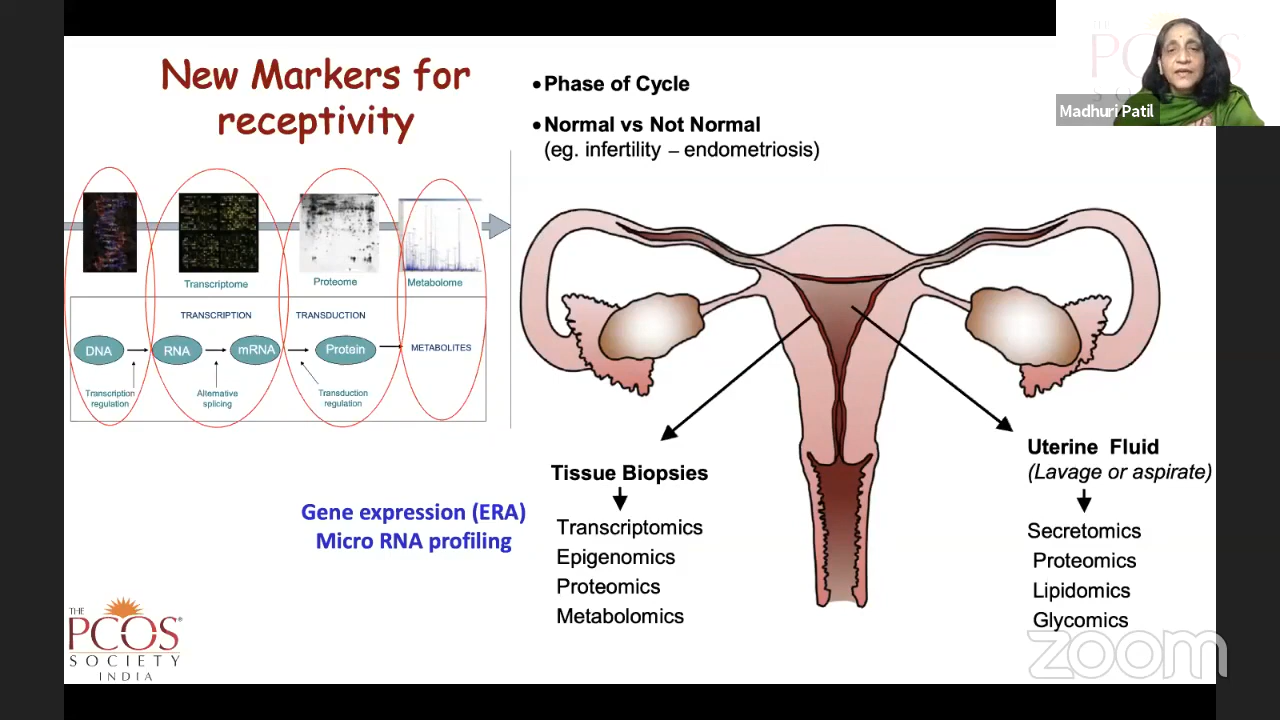 New Markers for
receptivity
•Phase of Cycle
•Normal vs Not Normal
(eg. infertility – endometriosis)
Madhuri Patil
Transcriptome
Proteome
Metabolome
TRANSCRIPTION
TRANSDUCTION
DNA
RNA
mRNA
Protein
METABOLITES
Transcription
regulation
Alternative
splicing
Transduction
regulation
Tissue Biopsies
Transcriptomics
Epigenomics
Proteomics
Metabolomics
Gene expression (ERA)
Micro RNA profiling
Uterine Fluid
(Lavage or aspirate)
Secretomics
Proteomics
Lipidomics
Glycomics
THE
PCOS®
SOCIETY
INDIA
THE
PCOS
zoom